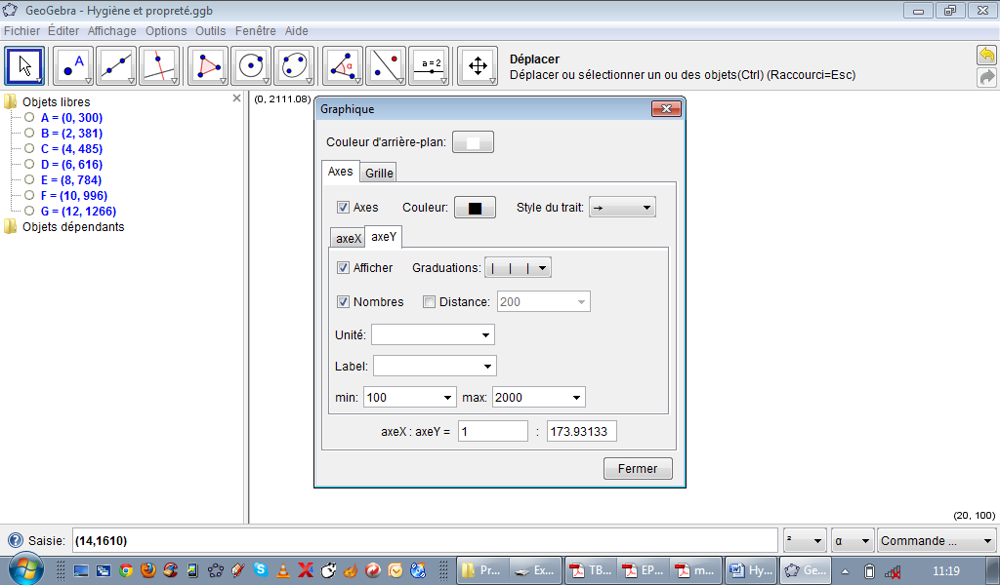 GeoGebra - Hygiène et propreté.ggb
Fichier Éditer Affichage Options Outils Fenêtre Aide
A
α
a = 2
Déplacer
Déplacer ou sélectionner un ou des objets(Ctrl) (Raccourci=Esc)
Objets libres
A = (0, 300)
B = (2, 381)
C = (4, 485)
D = (6, 616)
E = (8, 784)
F = (10, 996)
G = (12, 1266)
Objets dépendants
(0, 2111.08)
Graphique
Couleur d'arrière-plan:
Axes Grille
Axes Couleur: Style du trait:
axeX axeY
Afficher Graduations:
Nombres Distance: 200
Unité:
Label:
min: 100 max: 2000
axeX : axeY = 1 : 173.93133
Fermer
(20, 100)
Saisie: (14,1610) ² α Commande ...
Pr... Ex... TB... EP... m... Hy... Ge... 11:19